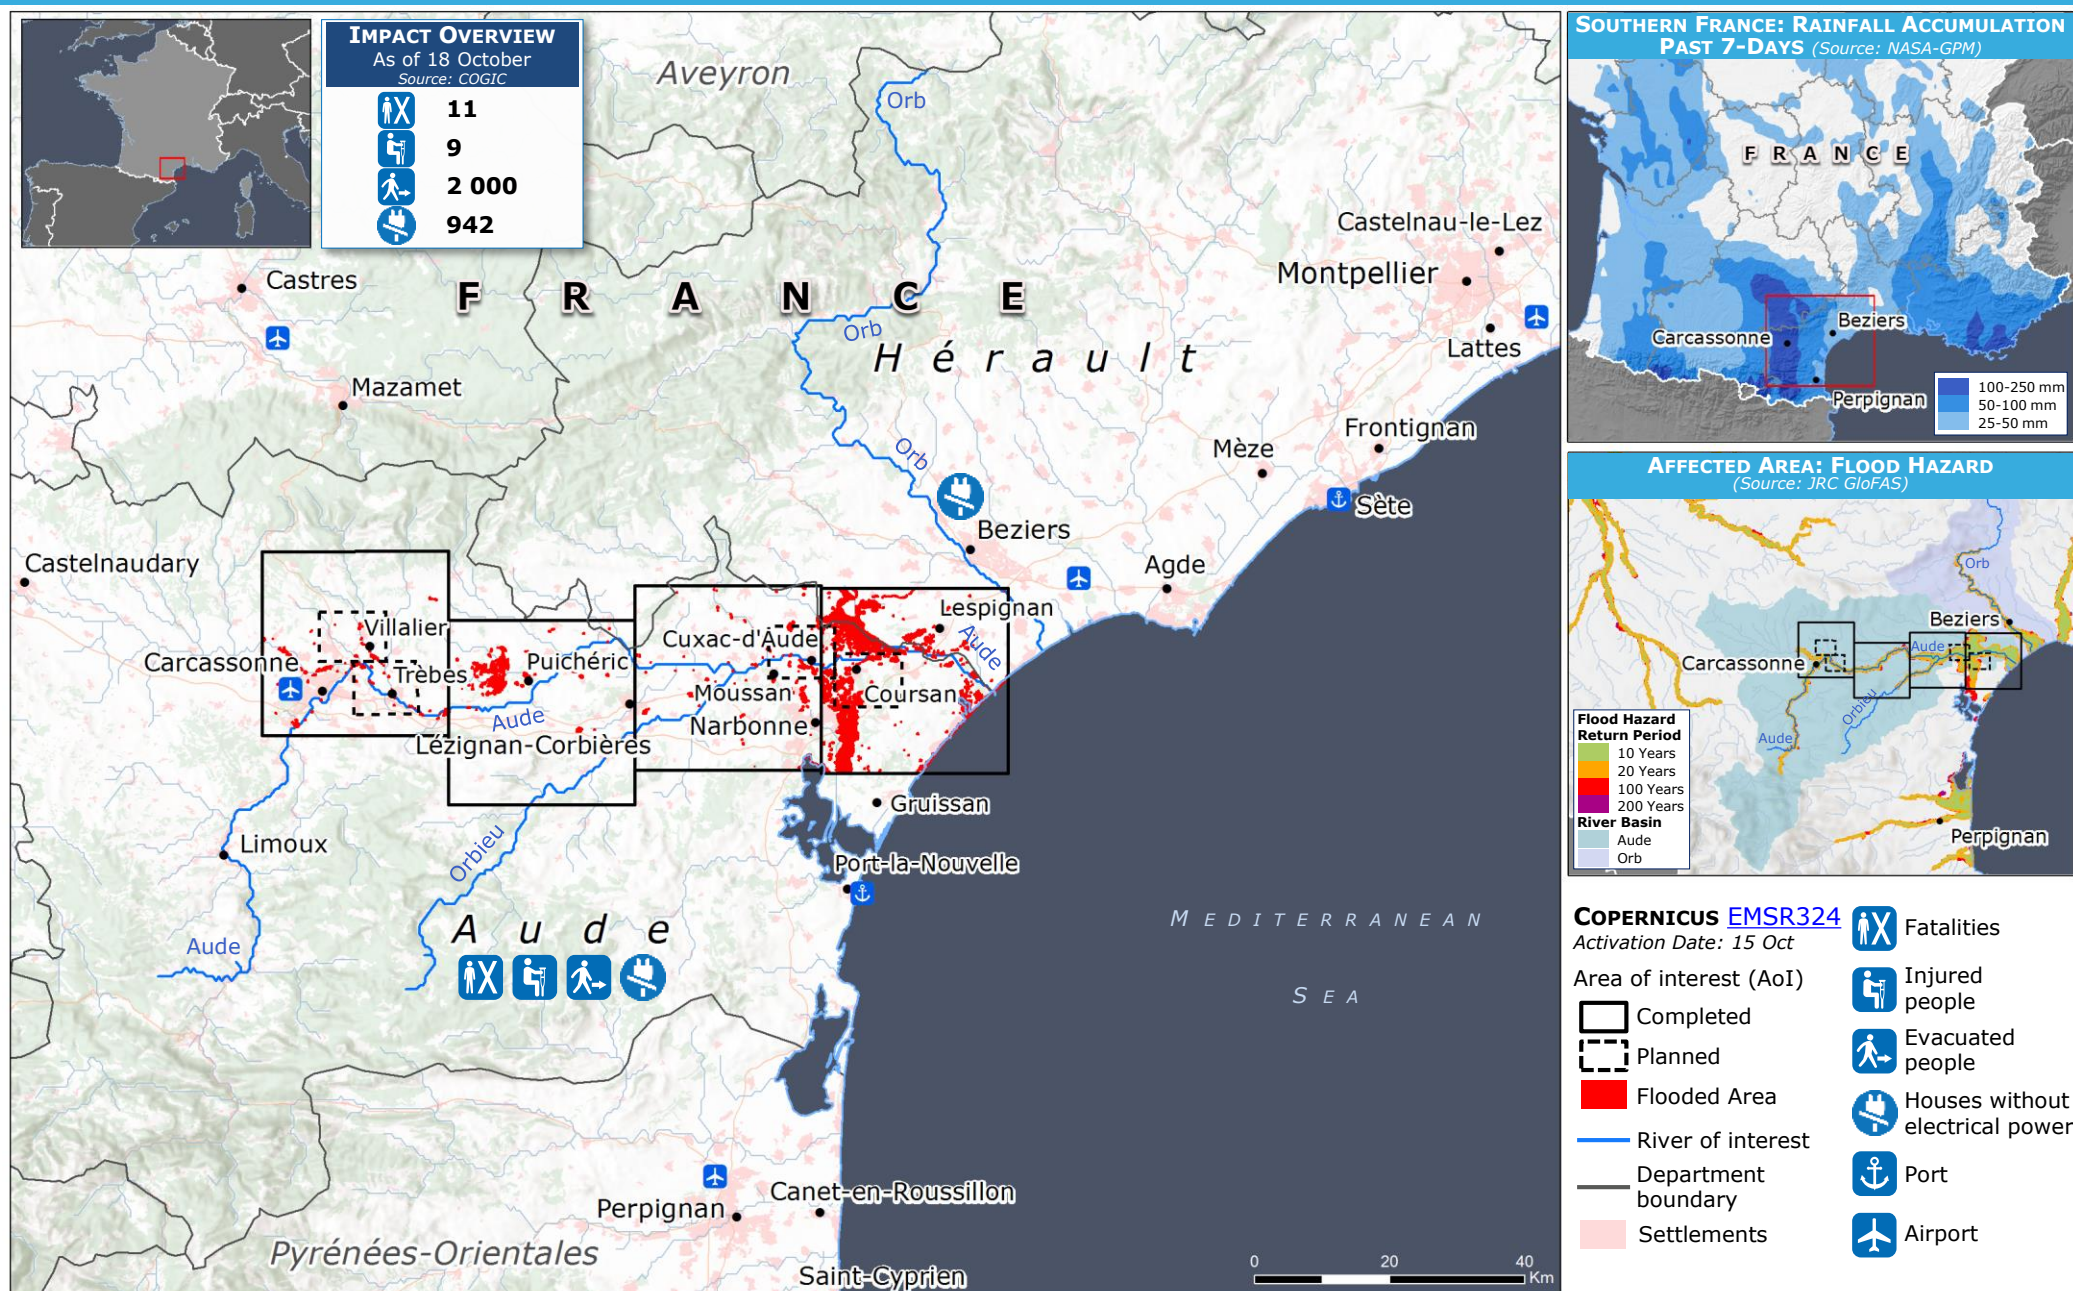 IMPACT OVERVIEW
As of 18 October
Source: COGIC
11
9
2 000
942
Aveyron
Orb
Castelnau-le-Lez
Montpellier
Castres
F R A N C E
Orb
Hérault
Lattes
Mazamet
Frontignan
Mèze
Orb
Sète
Beziers
Agde
Castelnaudary
Lespignan
Villalier
Cuxac-d'Aude
Aude
Carcassonne
Puichéric
Trèbes
Moussan
Coursan
Aude
Narbonne
Lézignan-Corbières
Gruissan
Limoux
Orbieu
Port-la-Nouvelle
Aude
Aude
MEDITERRANEAN
SEA
Perpignan
Canet-en-Roussillon
Pyrénées-Orientales
Saint-Cyprien
0 20 40
Km
SOUTHERN FRANCE: RAINFALL ACCUMULATION
PAST 7-DAYS (Source: NASA-GPM)
F R A N C E
Beziers
Carcassonne
Perpignan
100-250 mm
50-100 mm
25-50 mm
AFFECTED AREA: FLOOD HAZARD
(Source: JRC GloFAS)
Orb
Beziers
Aude
Carcassonne
Orbieu
Aude
Perpignan
Flood Hazard
Return Period
10 Years
20 Years
100 Years
200 Years
River Basin
Aude
Orb
COPERNICUS EMSR324
Activation Date: 15 Oct
Area of interest (AoI)
Completed
Planned
Flooded Area
River of interest
Department
boundary
Settlements
Fatalities
Injured
people
Evacuated
people
Houses without
electrical power
Port
Airport